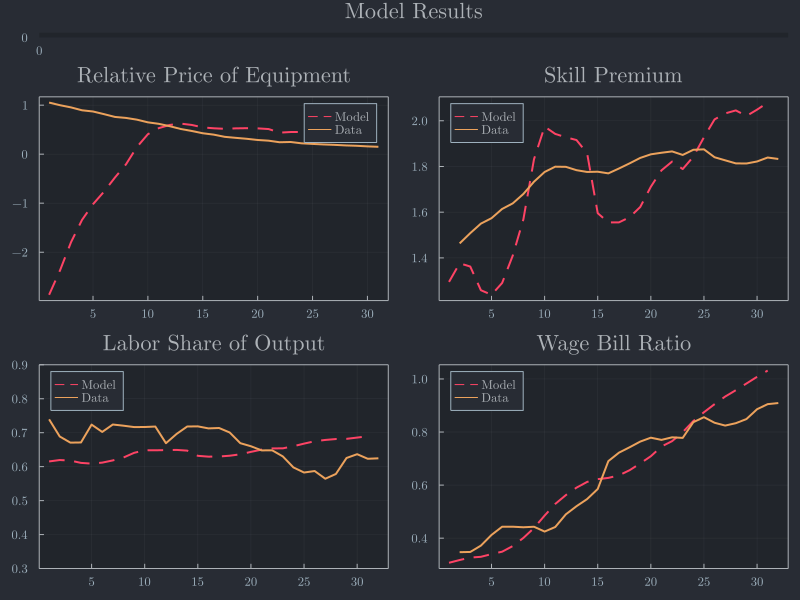 Model Results
0
0
Relative Price of Equipment
Skill Premium
1
0
−1
−2
Model
Data
5 10 15 20 25 30
2.0
1.8
1.6
1.4
Model
Data
5 10 15 20 25 30
Labor Share of Output
Wage Bill Ratio
0.9
0.8
0.7
0.6
0.5
0.4
0.3
Model
Data
5 10 15 20 25 30
1.0
0.8
0.6
0.4
Model
Data
5 10 15 20 25 30